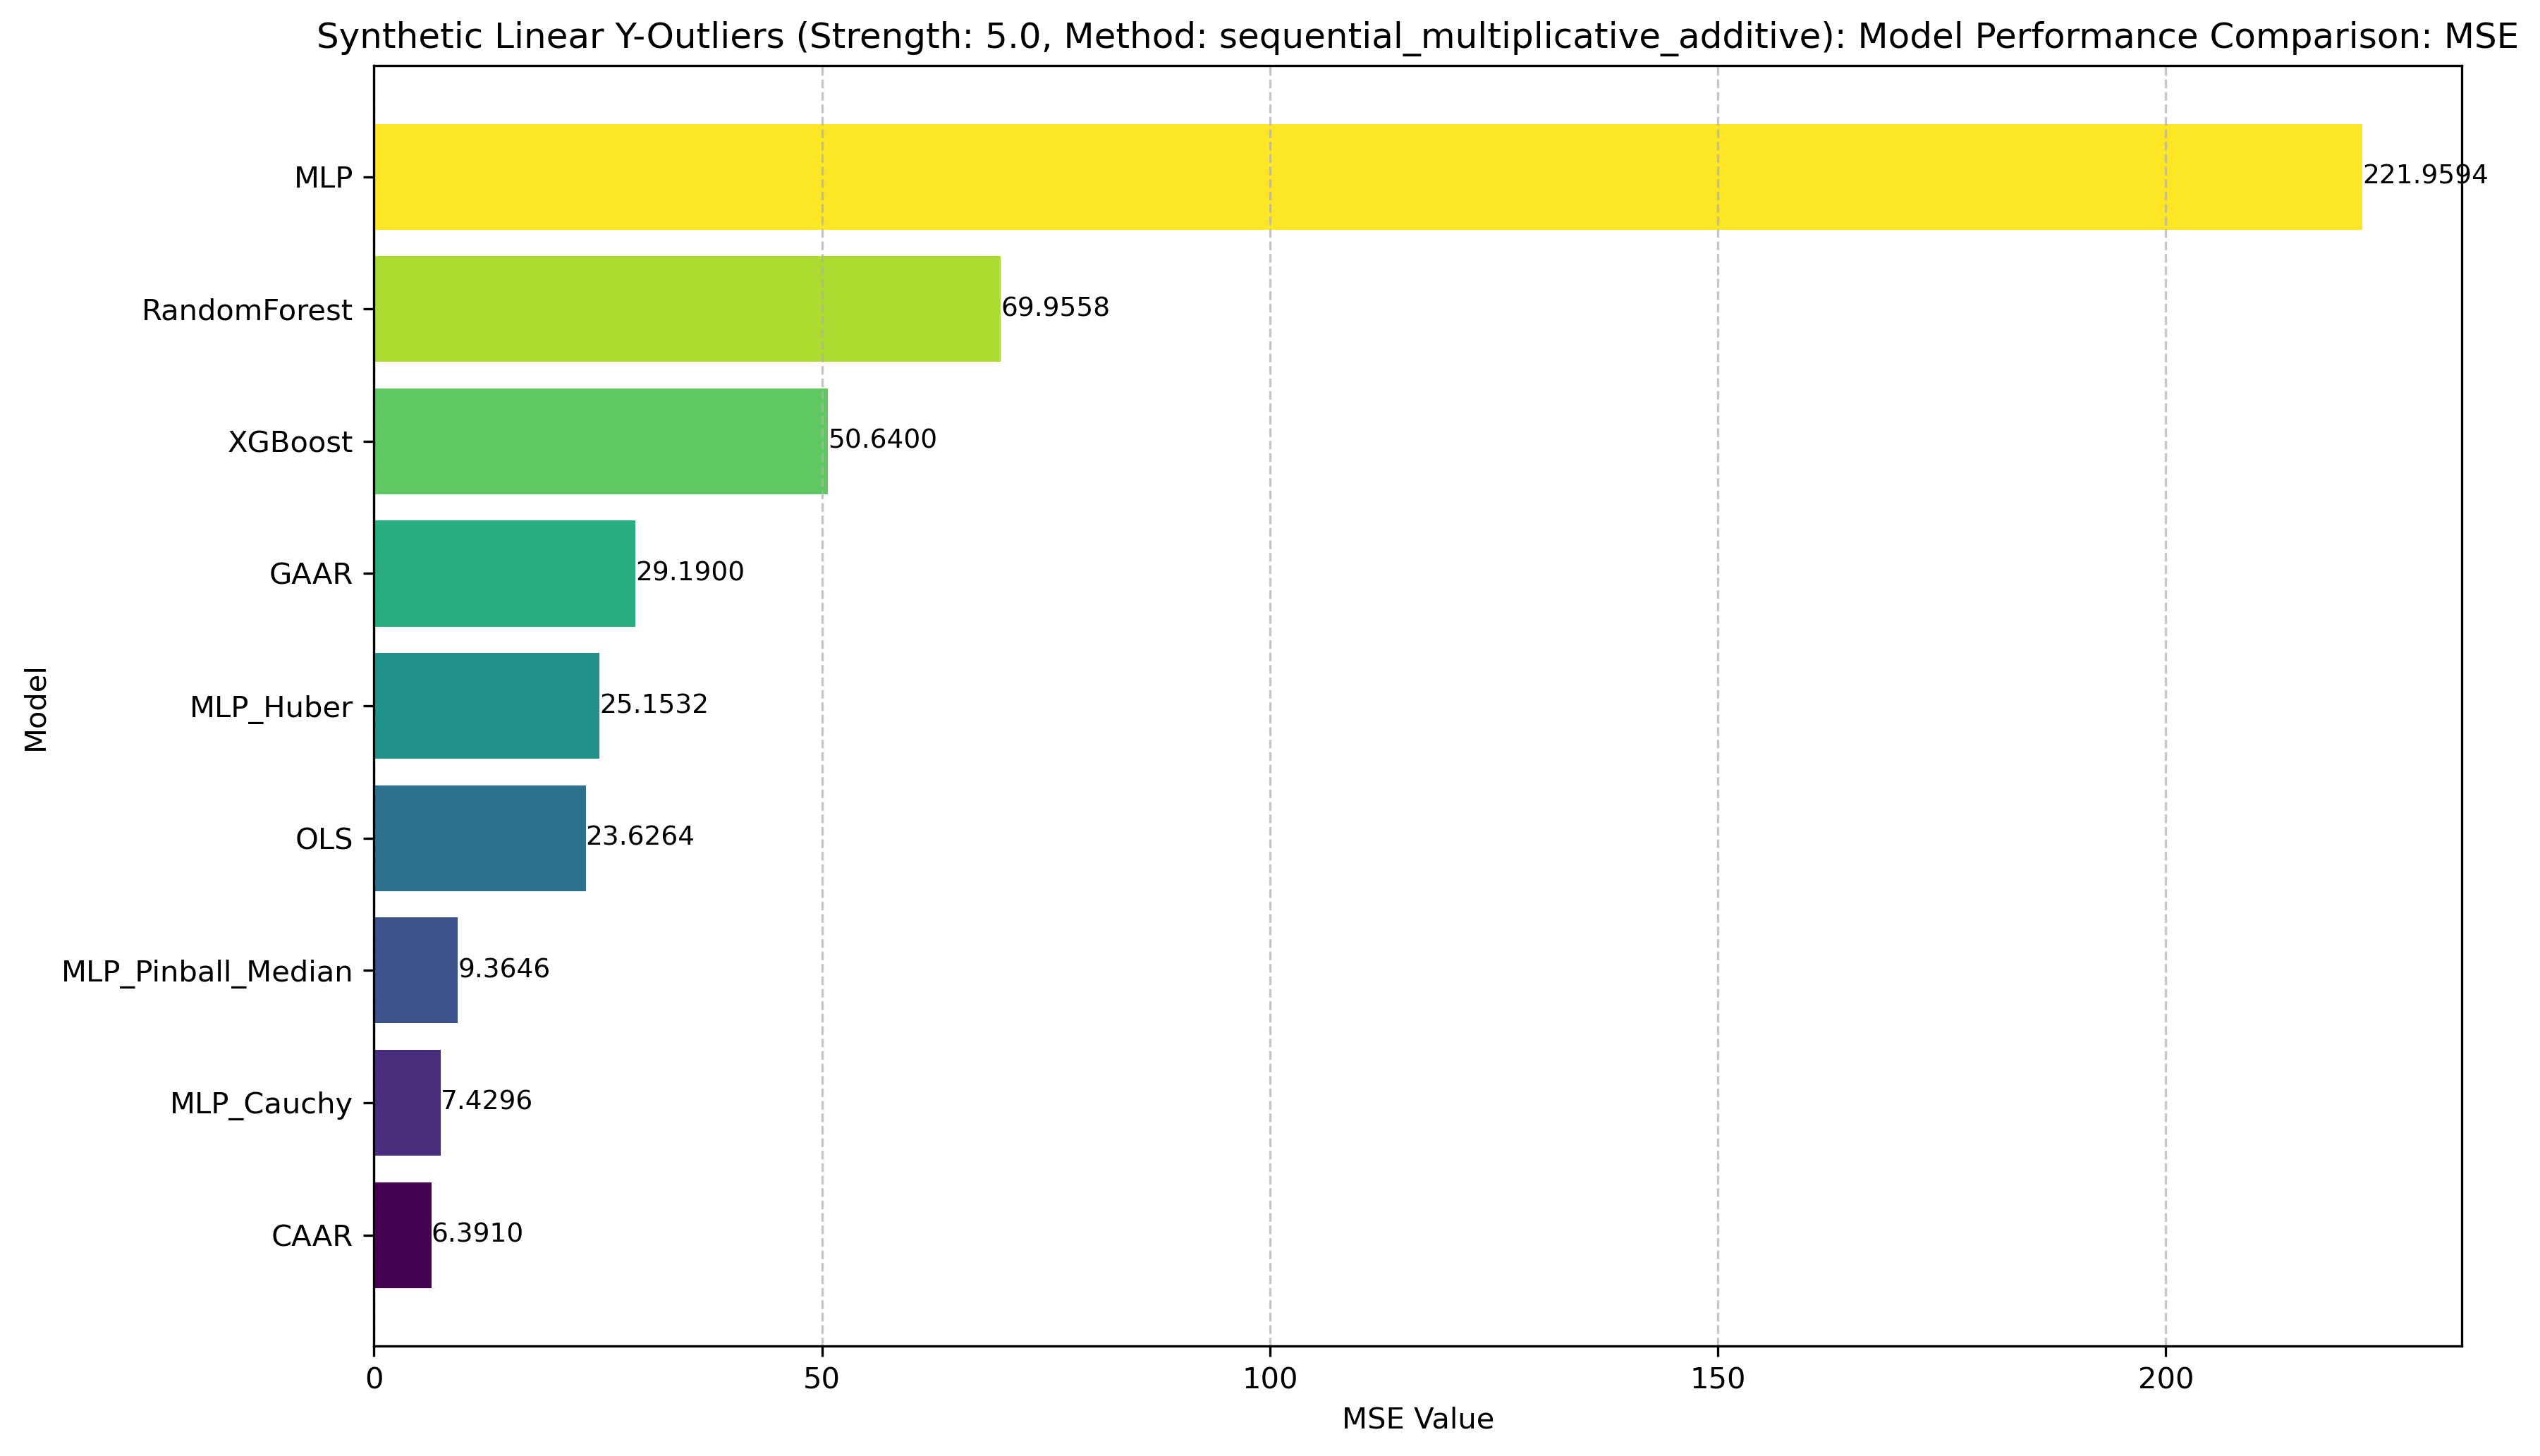 Synthetic Linear Y-Outliers (Strength: 5.0, Method: sequential_multiplicative_additive): Model Performance Comparison: MSE
Model
MLP
221.9594
RandomForest
69.9558
XGBoost
50.6400
GAAR
29.1900
MLP_Huber
25.1532
OLS
23.6264
MLP_Pinball_Median
9.3646
MLP_Cauchy
7.4296
CAAR
6.3910
0 50 100 150 200
MSE Value